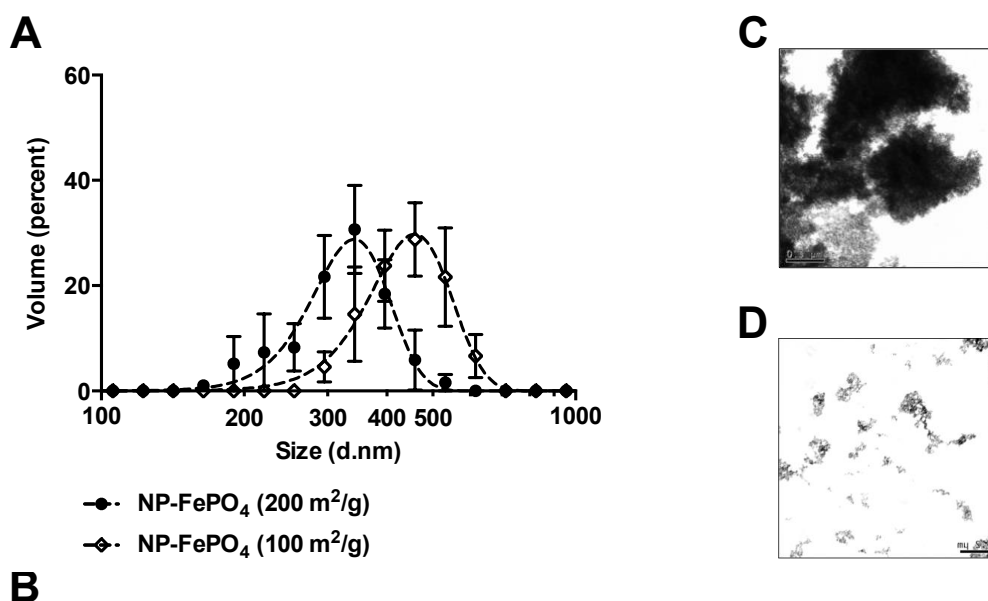 A
C
60
40
20
0
Volume (percent)
100
200
300
400
500
1000
Size (d.nm)
NP-FePO4 (200 m2/g)
NP-FePO4 (100 m2/g)
D
B